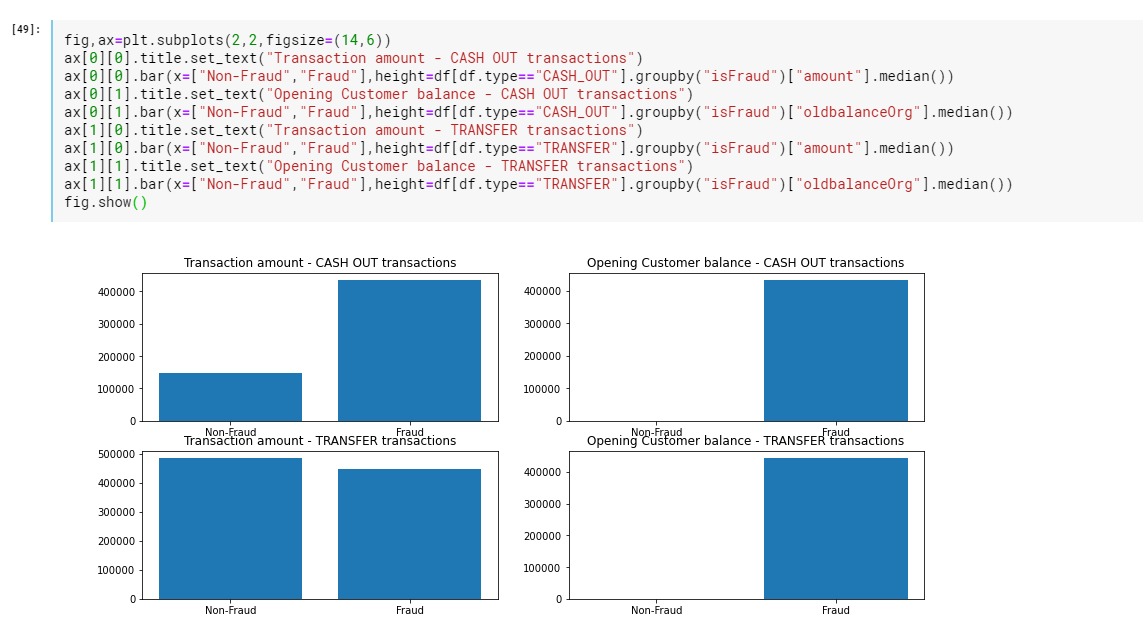 [49]:
fig,ax=plt.subplots(2,2,figsize=(14,6))
ax[0][0].title.set_text("Transaction amount - CASH OUT transactions")
ax[0][0].bar(x=["Non-Fraud","Fraud"],height=df[df.type=="CASH_OUT"].groupby("isFraud")["amount"].median())
ax[0][1].title.set_text("Opening Customer balance - CASH OUT transactions")
ax[0][1].bar(x=["Non-Fraud","Fraud"],height=df[df.type=="CASH_OUT"].groupby("isFraud")["oldbalanceOrg"].median())
ax[1][0].title.set_text("Transaction amount - TRANSFER transactions")
ax[1][0].bar(x=["Non-Fraud","Fraud"],height=df[df.type=="TRANSFER"].groupby("isFraud")["amount"].median())
ax[1][1].title.set_text("Opening Customer balance - TRANSFER transactions")
ax[1][1].bar(x=["Non-Fraud","Fraud"],height=df[df.type=="TRANSFER"].groupby("isFraud")["oldbalanceOrg"].median())
fig.show()
Transaction amount - CASH OUT transactions
400000
300000
200000
100000
0
Non-Fraud Fraud
Opening Customer balance - CASH OUT transactions
400000
300000
200000
100000
0
Non-Fraud Fraud
Transaction amount - TRANSFER transactions
500000
400000
300000
200000
100000
0
Non-Fraud Fraud
Opening Customer balance - TRANSFER transactions
400000
300000
200000
100000
0
Non-Fraud Fraud